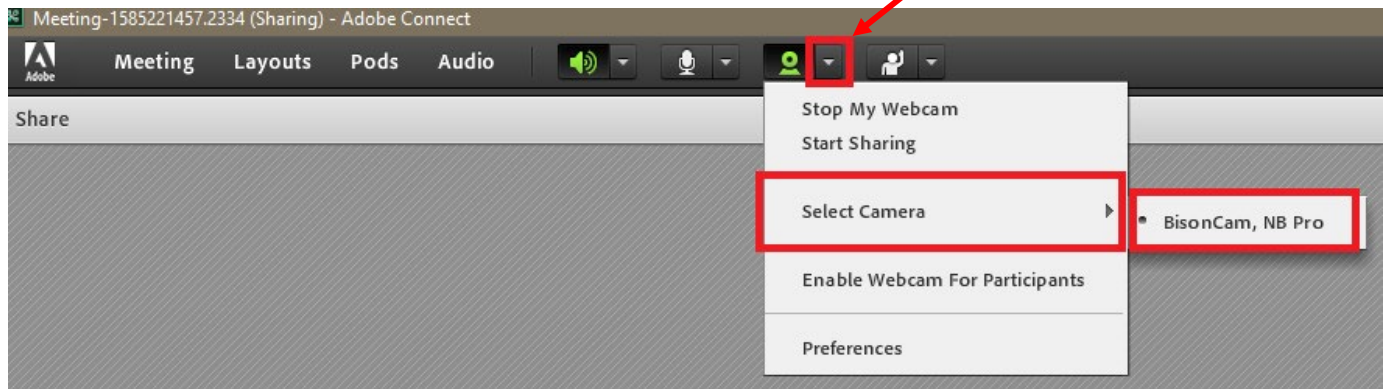 Meeting-1585221457.2334 (Sharing) - Adobe Connect
Adobe Meeting Layouts Pods Audio
Share
Stop My Webcam
Start Sharing
Select Camera
BisonCam, NB Pro
Enable Webcam For Participants
Preferences